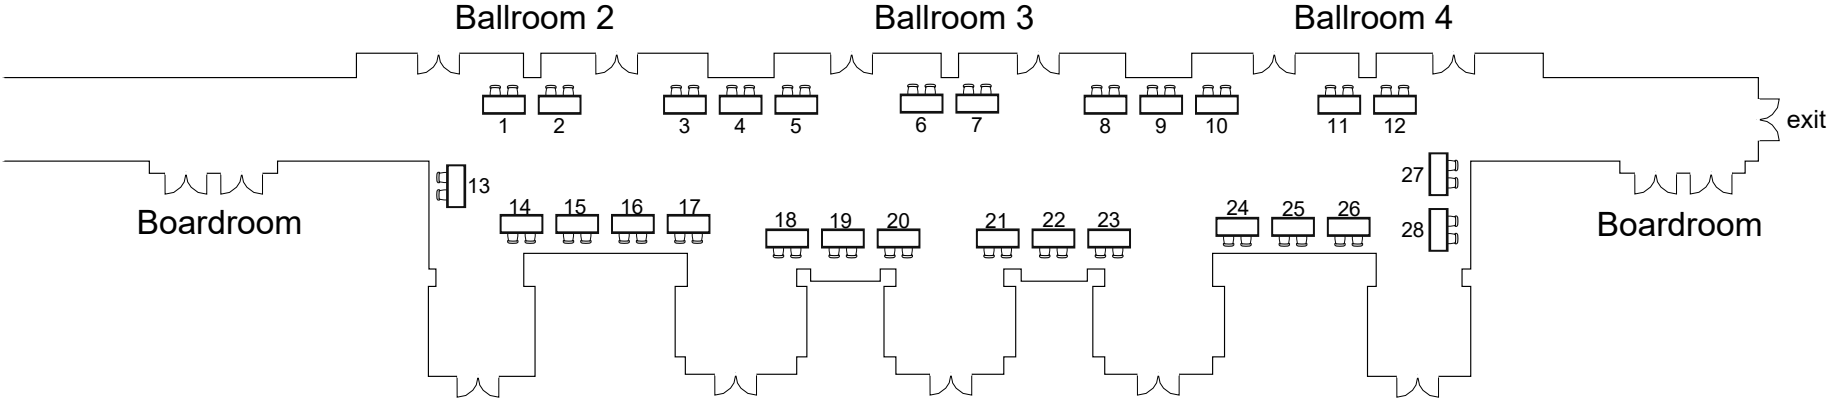 Ballroom 2 Ballroom 3 Ballroom 4
1 2 3 4 5 6 7 8 9 10 11 12
exit
13 27
14 15 16 17 18 19 20 21 22 23 24 25 26 28
Boardroom Boardroom